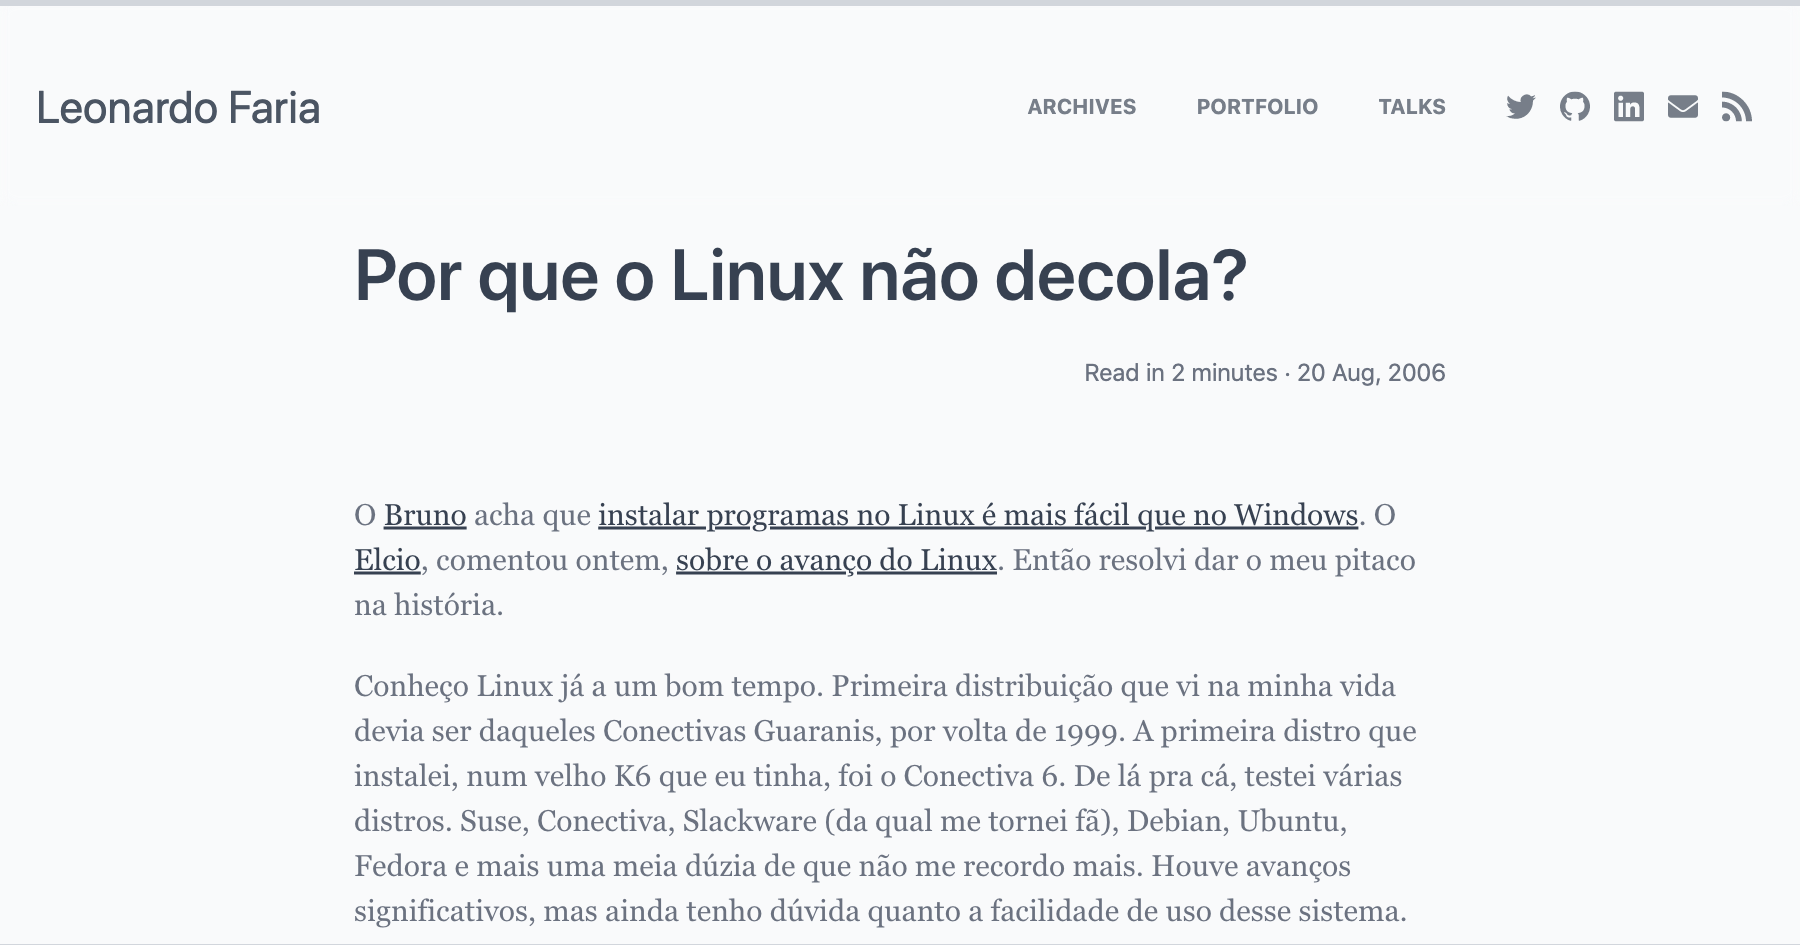 Leonardo Faria
ARCHIVES PORTFOLIO TALKS
Por que o Linux não decola?
Read in 2 minutes · 20 Aug, 2006
O Bruno acha que instalar programas no Linux é mais fácil que no Windows. O
Elcio, comentou ontem, sobre o avanço do Linux. Então resolvi dar o meu pitaco
na história.
Conheço Linux já a um bom tempo. Primeira distribuição que vi na minha vida
devia ser daqueles Conectivas Guaranis, por volta de 1999. A primeira distro que
instalei, num velho K6 que eu tinha, foi o Conectiva 6. De lá pra cá, testei várias
distros. Suse, Conectiva, Slackware (da qual me tornei fã), Debian, Ubuntu,
Fedora e mais uma meia dúzia de que não me recordo mais. Houve avanços
significativos, mas ainda tenho dúvida quanto a facilidade de uso desse sistema.